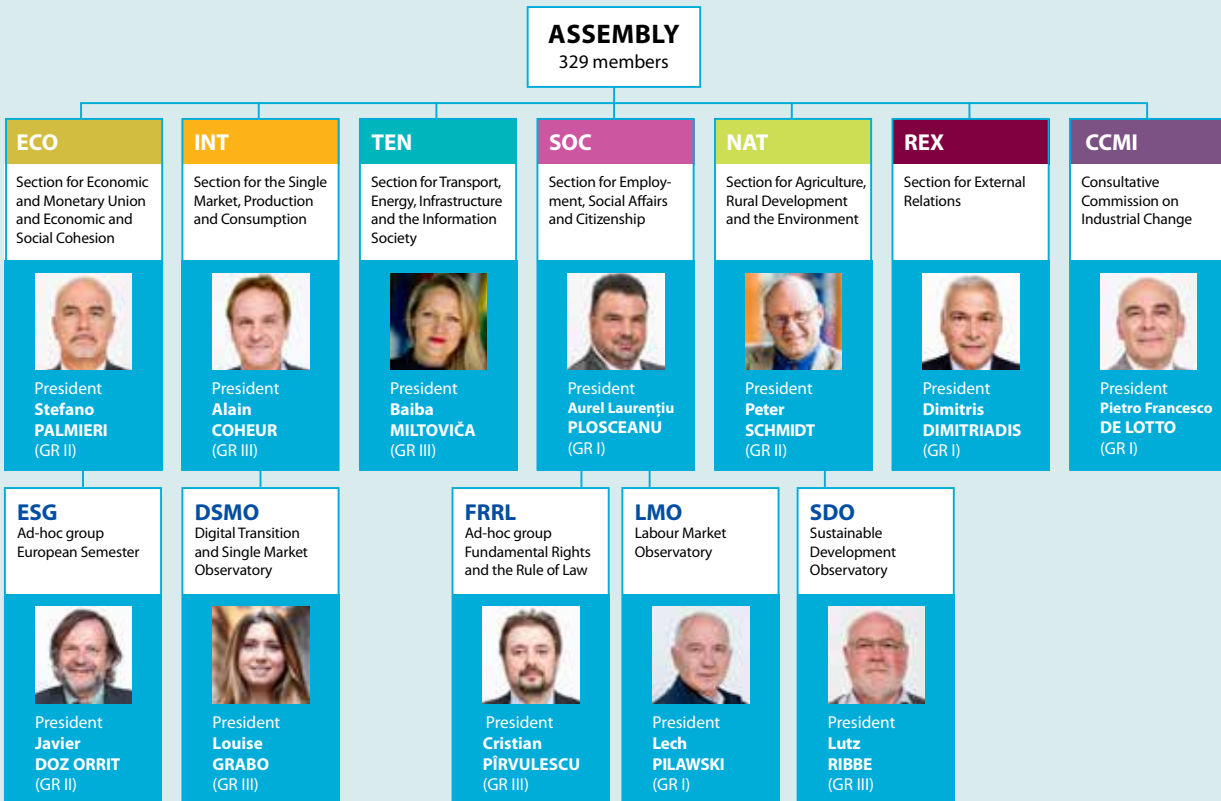 ASSEMBLY
329 members
ECO
Section for Economic
and Monetary Union
and Economic and
Social Cohesion
President
Stefano
PALMIERI
(GR II)
INT
Section for the Single
Market, Production
and Consumption
President
Alain
COHEUR
(GR III)
TEN
Section for Transport,
Energy, Infrastructure
and the Information
Society
President
Baiba
MILTOVIČA
(GR III)
SOC
Section for Employ-
ment, Social Affairs
and Citizenship
President
Aurel Laurenţiu
PLOSCEANU
(GR I)
NAT
Section for Agriculture,
Rural Development
and the Environment
President
Peter
SCHMIDT
(GR II)
REX
Section for External
Relations
President
Dimitris
DIMITRIADIS
(GR I)
CCMI
Consultative
Commission on
Industrial Change
President
Pietro Francesco
DE LOTTO
(GR I)
ESG
Ad-hoc group
European Semester
President
Javier
DOZ ORRIT
(GR II)
DSMO
Digital Transition
and Single Market
Observatory
President
Louise
GRABO
(GR III)
FRRL
Ad-hoc group
Fundamental Rights
and the Rule of Law
President
Cristian
PÎRVULESCU
(GR III)
LMO
Labour Market
Observatory
President
Lech
PILAWSKI
(GR I)
SDO
Sustainable
Development
Observatory
President
Lutz
RIBBE
(GR III)